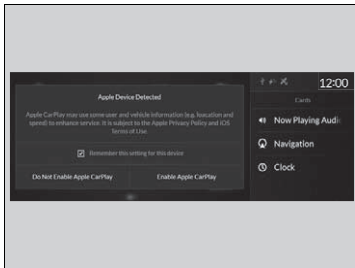 Apple Device Detected
Apple CarPlay may use some user and vehicle information (e.g. location and
speed) to enhance service. It is subject to the Apple Privacy Policy and iOS
Terms of Use.
Remember this setting for this device
Do Not Enable Apple CarPlay
Enable Apple CarPlay
12:00
Cards
Now Playing Audi
Navigation
Clock